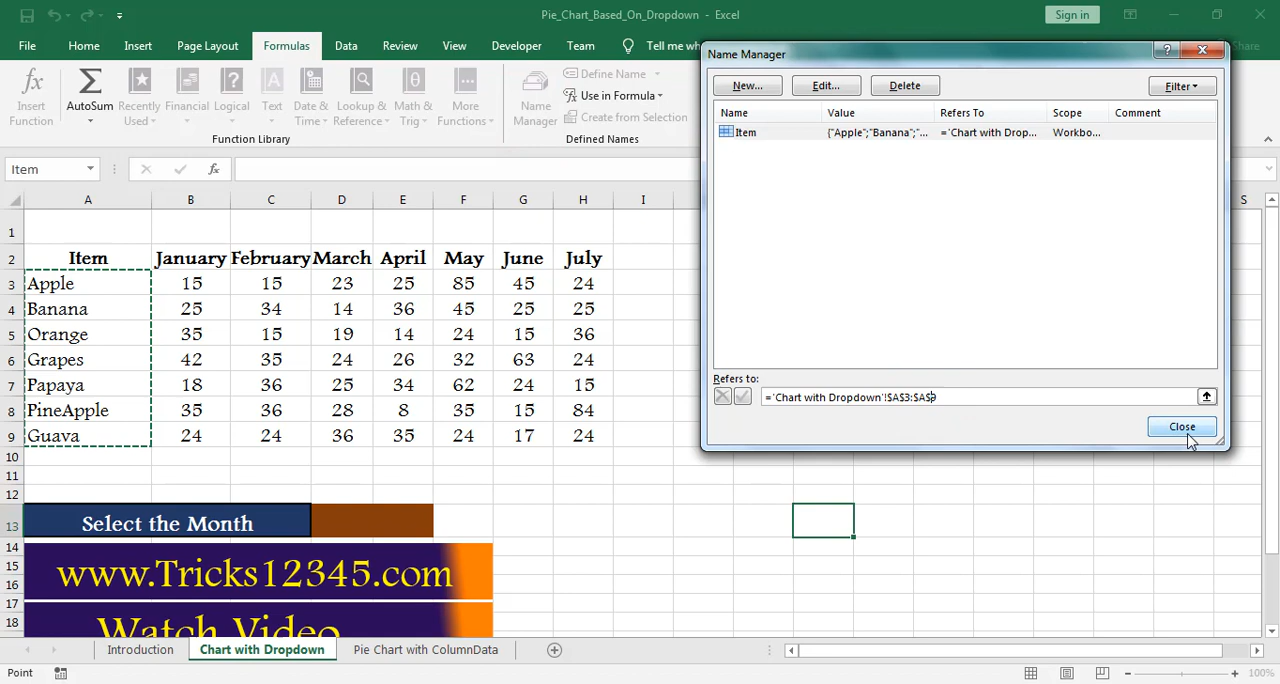 Pie_Chart_Based_On_Dropdown - Excel
Sign in
File Home Insert Page Layout Formulas Data Review View Developer Team Tell me Share
Insert Function
AutoSum
Recently Used
Financial
Logical
Text
Date & Time
Lookup & Reference
Math & Trig
More Functions
Function Library
Name Manager
Define Name
Use in Formula
Create from Selection
Defined Names
Name Manager
New... Edit... Delete Filter
Name Value Refers To Scope Comment
Item {"Apple";"Banana";"... ='Chart with Drop... Workbo...
Refers to:
='Chart with Dropdown'!$A$3:$A$9
Close
Item fx
A B C D E F G H I S
1
2 Item January February March April May June July
3 Apple 15 15 23 25 85 45 24
4 Banana 25 34 14 36 45 25 25
5 Orange 35 15 19 14 24 15 36
6 Grapes 42 35 24 26 32 63 24
7 Papaya 18 36 25 34 62 24 15
8 PineApple 35 36 28 8 35 15 84
9 Guava 24 24 36 35 24 17 24
10
11
12
13 Select the Month
14
15 www.Tricks12345.com
16
17
18 Watch Video
Introduction Chart with Dropdown Pie Chart with ColumnData
Point 100%